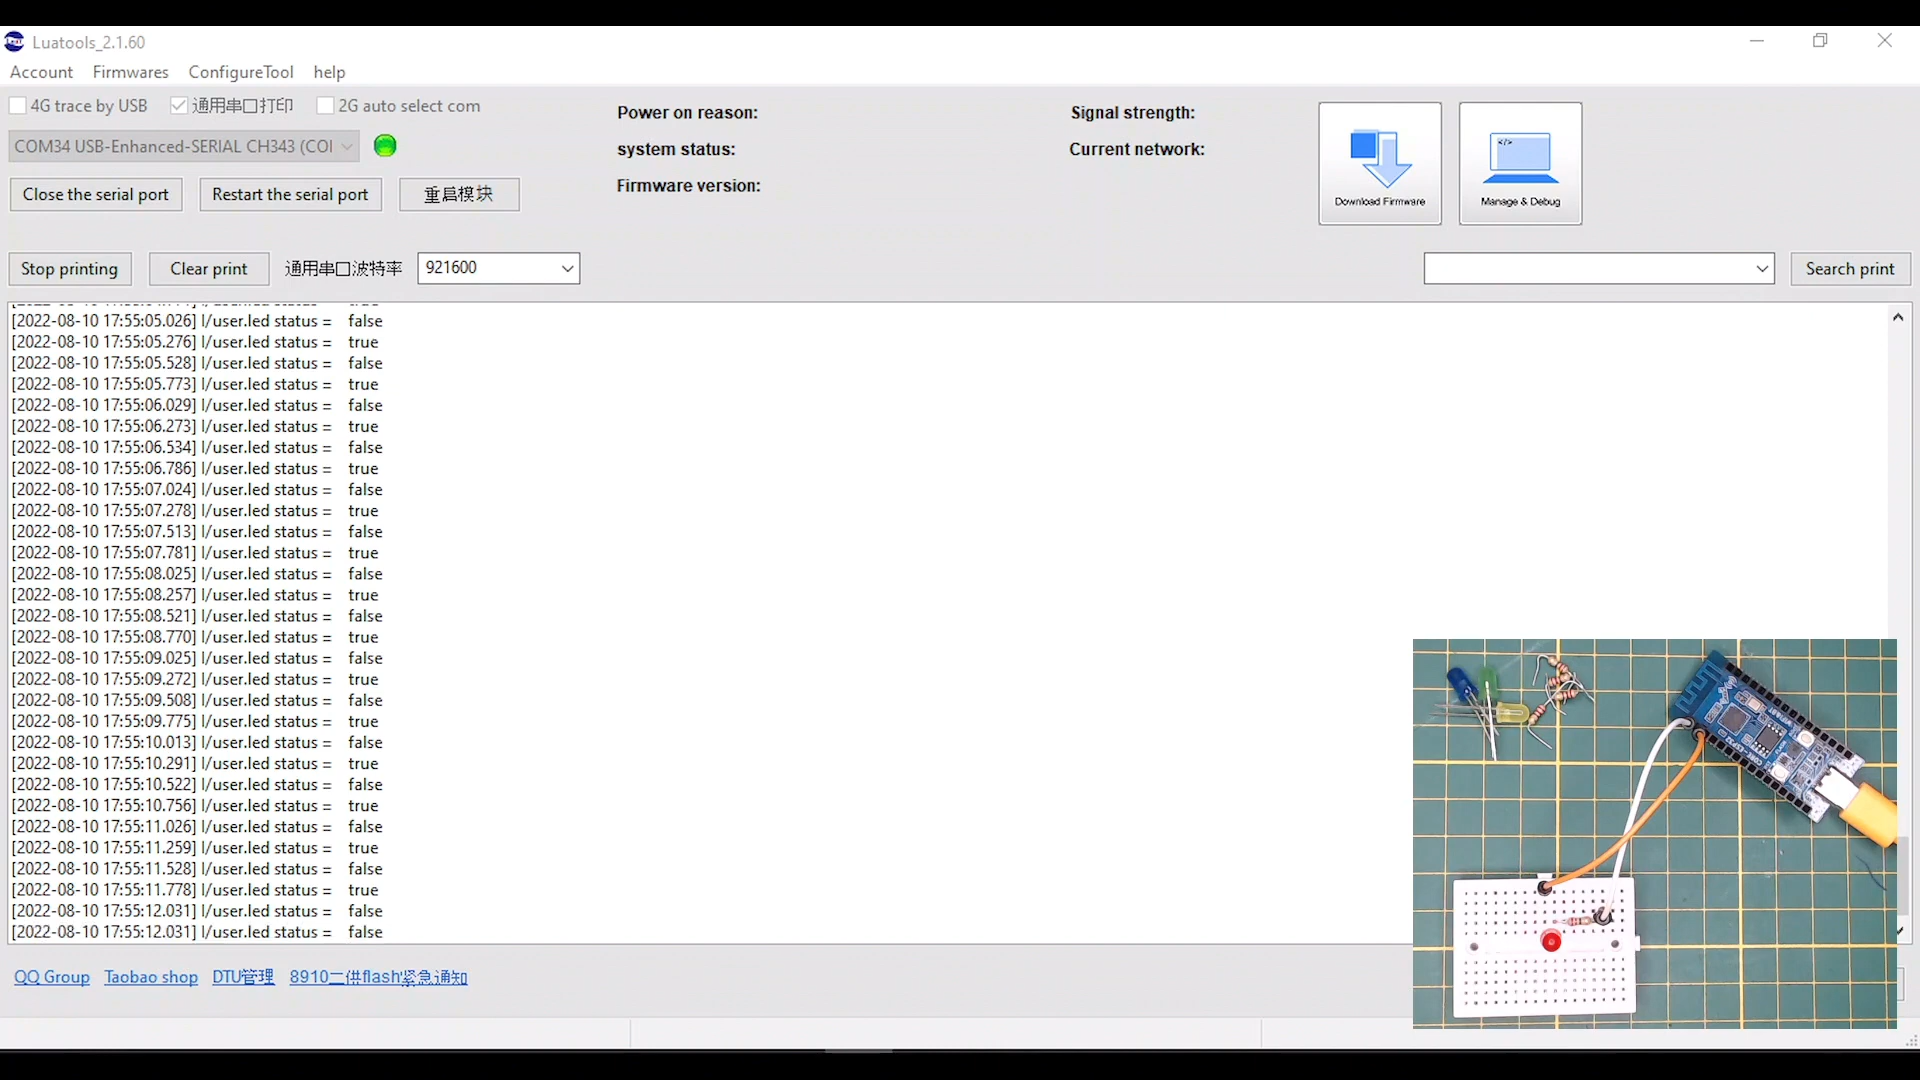 Luatools_2.1.60
Account Firmwares ConfigureTool help
4G trace by USB 通用串口打印 2G auto select com
COM34 USB-Enhanced-SERIAL CH343 (COI
Close the serial port Restart the serial port 重启模块
Power on reason:
system status:
Firmware version:
Signal strength:
Current network:
Download Firmware
Manage & Debug
Stop printing Clear print 通用串口波特率 921600 Search print
[2022-08-10 17:55:05.026] I/user.led status = false
[2022-08-10 17:55:05.276] I/user.led status = true
[2022-08-10 17:55:05.528] I/user.led status = false
[2022-08-10 17:55:05.773] I/user.led status = true
[2022-08-10 17:55:06.029] I/user.led status = false
[2022-08-10 17:55:06.273] I/user.led status = true
[2022-08-10 17:55:06.534] I/user.led status = false
[2022-08-10 17:55:06.786] I/user.led status = true
[2022-08-10 17:55:07.024] I/user.led status = false
[2022-08-10 17:55:07.278] I/user.led status = true
[2022-08-10 17:55:07.513] I/user.led status = false
[2022-08-10 17:55:07.781] I/user.led status = true
[2022-08-10 17:55:08.025] I/user.led status = false
[2022-08-10 17:55:08.257] I/user.led status = true
[2022-08-10 17:55:08.521] I/user.led status = false
[2022-08-10 17:55:08.770] I/user.led status = true
[2022-08-10 17:55:09.025] I/user.led status = false
[2022-08-10 17:55:09.272] I/user.led status = true
[2022-08-10 17:55:09.508] I/user.led status = false
[2022-08-10 17:55:09.775] I/user.led status = true
[2022-08-10 17:55:10.013] I/user.led status = false
[2022-08-10 17:55:10.291] I/user.led status = true
[2022-08-10 17:55:10.522] I/user.led status = false
[2022-08-10 17:55:10.756] I/user.led status = true
[2022-08-10 17:55:11.026] I/user.led status = false
[2022-08-10 17:55:11.259] I/user.led status = true
[2022-08-10 17:55:11.528] I/user.led status = false
[2022-08-10 17:55:11.778] I/user.led status = true
[2022-08-10 17:55:12.031] I/user.led status = false
[2022-08-10 17:55:12.031] I/user.led status = false
QQ Group Taobao shop DTU管理 8910二供flash紧急通知